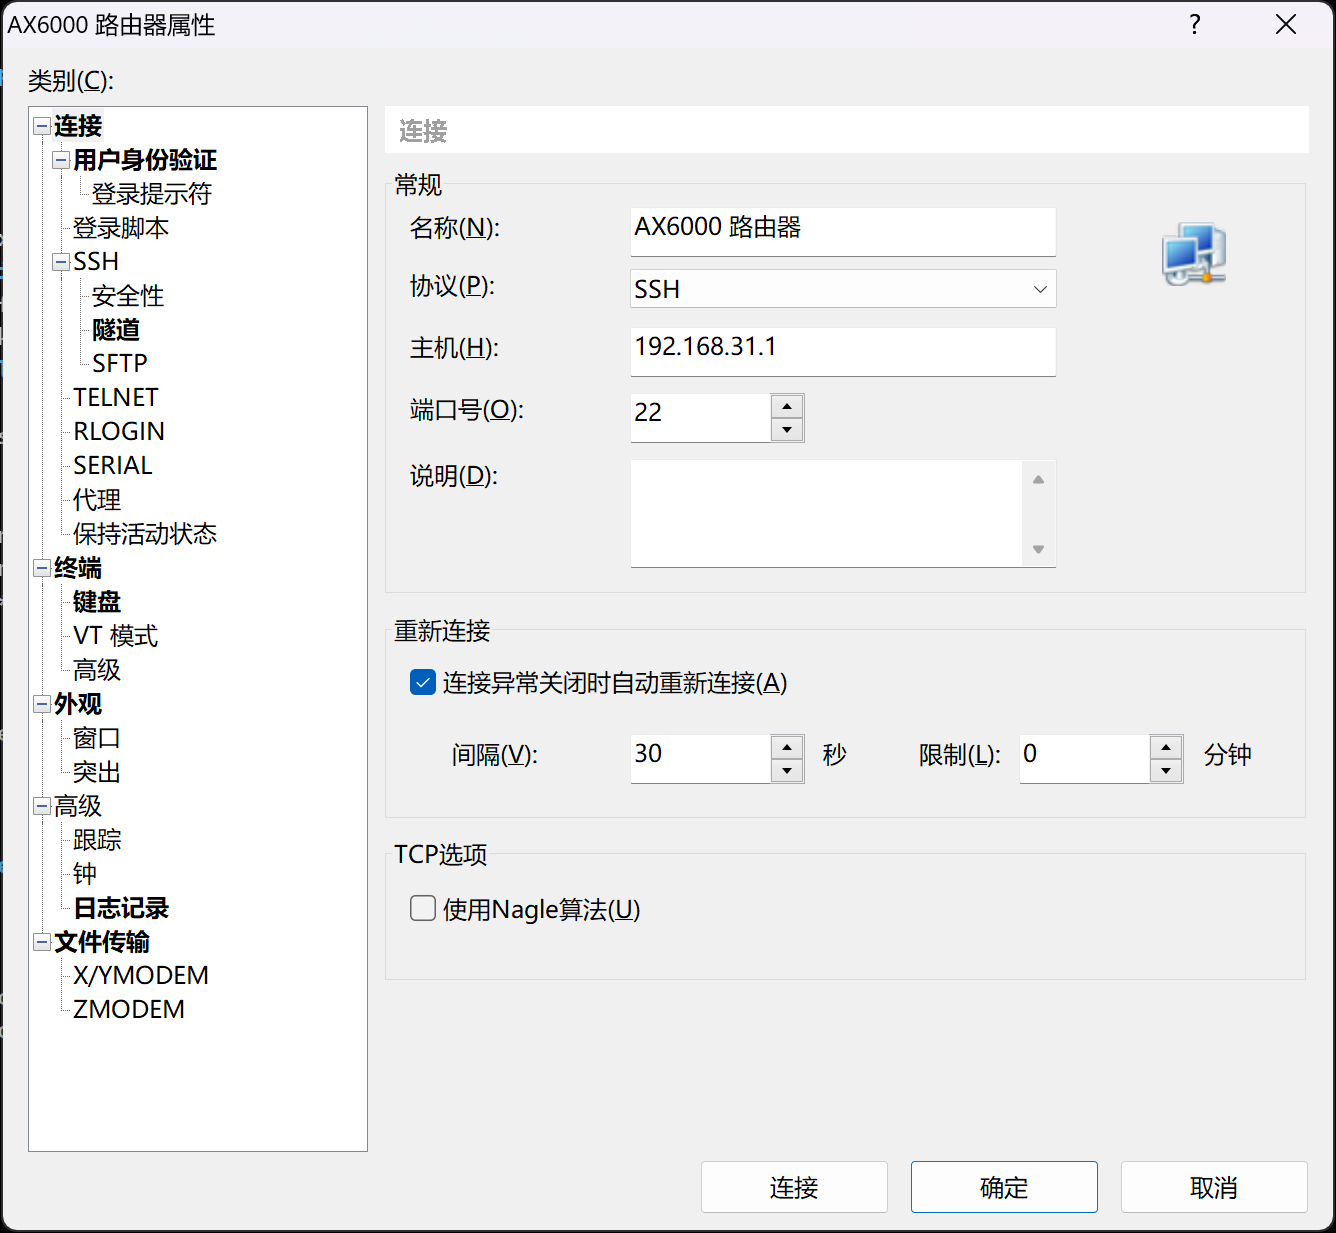 AX6000 路由器属性
?
类别(C):
连接
用户身份验证
登录提示符
登录脚本
SSH
安全性
隧道
SFTP
TELNET
RLOGIN
SERIAL
代理
保持活动状态
终端
键盘
VT 模式
高级
外观
窗口
突出
高级
跟踪
钟
日志记录
文件传输
X/YMODEM
ZMODEM
连接
常规
名称(N): AX6000 路由器
协议(P): SSH
主机(H): 192.168.31.1
端口号(O): 22
说明(D):
重新连接
连接异常关闭时自动重新连接(A)
间隔(V): 30 秒 限制(L): 0 分钟
TCP选项
使用Nagle算法(U)
连接 确定 取消